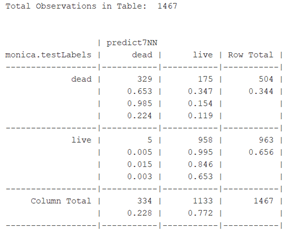 Total Observations in Table:  1467
                  | predict7NN
monica.testLabels |      dead |      live | Row Total |
------------------|-----------|-----------|-----------|
             dead |       329 |       175 |       504 |
                  |     0.653 |     0.347 |     0.344 |
                  |     0.985 |     0.154 |           |
                  |     0.224 |     0.119 |           |
------------------|-----------|-----------|-----------|
             live |         5 |       958 |       963 |
                  |     0.005 |     0.995 |     0.656 |
                  |     0.015 |     0.846 |           |
                  |     0.003 |     0.653 |           |
------------------|-----------|-----------|-----------|
     Column Total |       334 |      1133 |      1467 |
                  |     0.228 |     0.772 |           |
------------------|-----------|-----------|-----------|